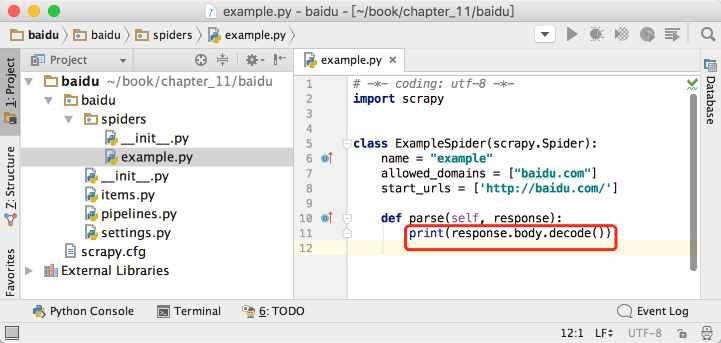 example.py - baidu - [~/book/chapter_11/baidu]
baidu baidu spiders example.py
Project
example.py ×
1: Project
Z: Structure
Favorites
Database
baidu ~/book/chapter_11/baidu
baidu
spiders
__init__.py
example.py
__init__.py
items.py
pipelines.py
settings.py
scrapy.cfg
External Libraries
1 # -*- coding: utf-8 -*-
2 import scrapy
3
4
5 class ExampleSpider(scrapy.Spider):
6 name = "example"
7 allowed_domains = ["baidu.com"]
8 start_urls = ['http://baidu.com/']
9
10 def parse(self, response):
11 print(response.body.decode())
12
Python Console Terminal 6: TODO Event Log
12:1 LF÷ UTF-8